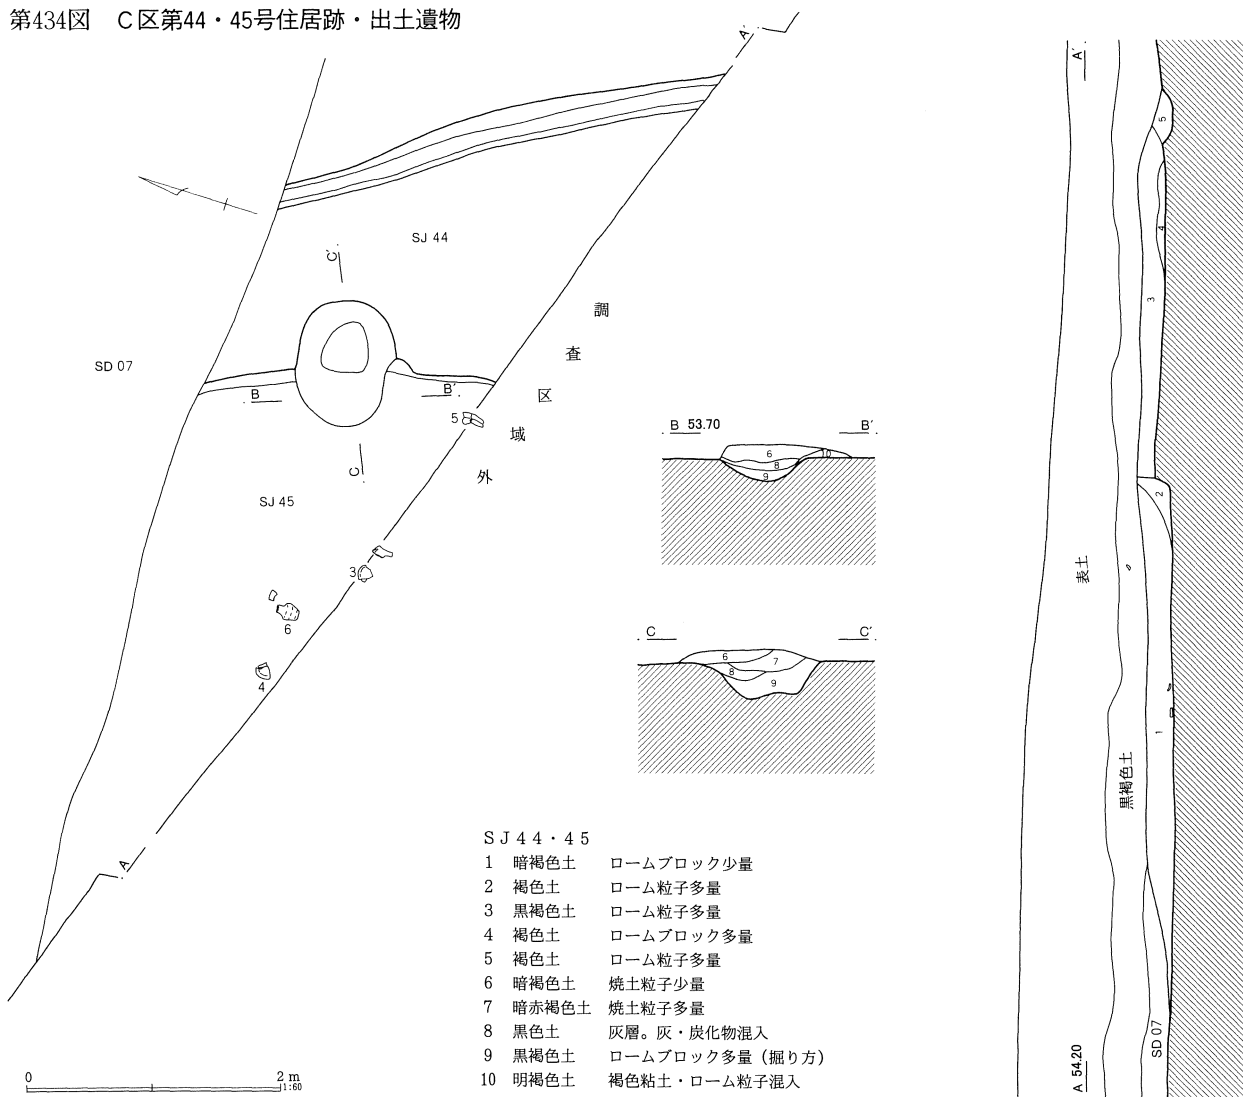 第434図　C区第44・45号住居跡・出土遺物
A′
A′
5
SJ 44
C′
4
調査区域外
3
SD 07
B
B′
5
B 53.70
B′
6
10
8
9
C
2
SJ 45
表土
3
6
C
C′
6
7
8
9
4
1
黒褐色土
SJ44・45
A
1 暗褐色土 ロームブロック少量
2 褐色土 ローム粒子多量
3 黒褐色土 ローム粒子多量
4 褐色土 ロームブロック多量
5 褐色土 ローム粒子多量
6 暗褐色土 焼土粒子少量
7 暗赤褐色土 焼土粒子多量
8 黒色土 灰層。灰・炭化物混入
9 黒褐色土 ロームブロック多量（掘り方）
10 明褐色土 褐色粘土・ローム粒子混入
SD 07
A 54.20
0 2 m
1:60